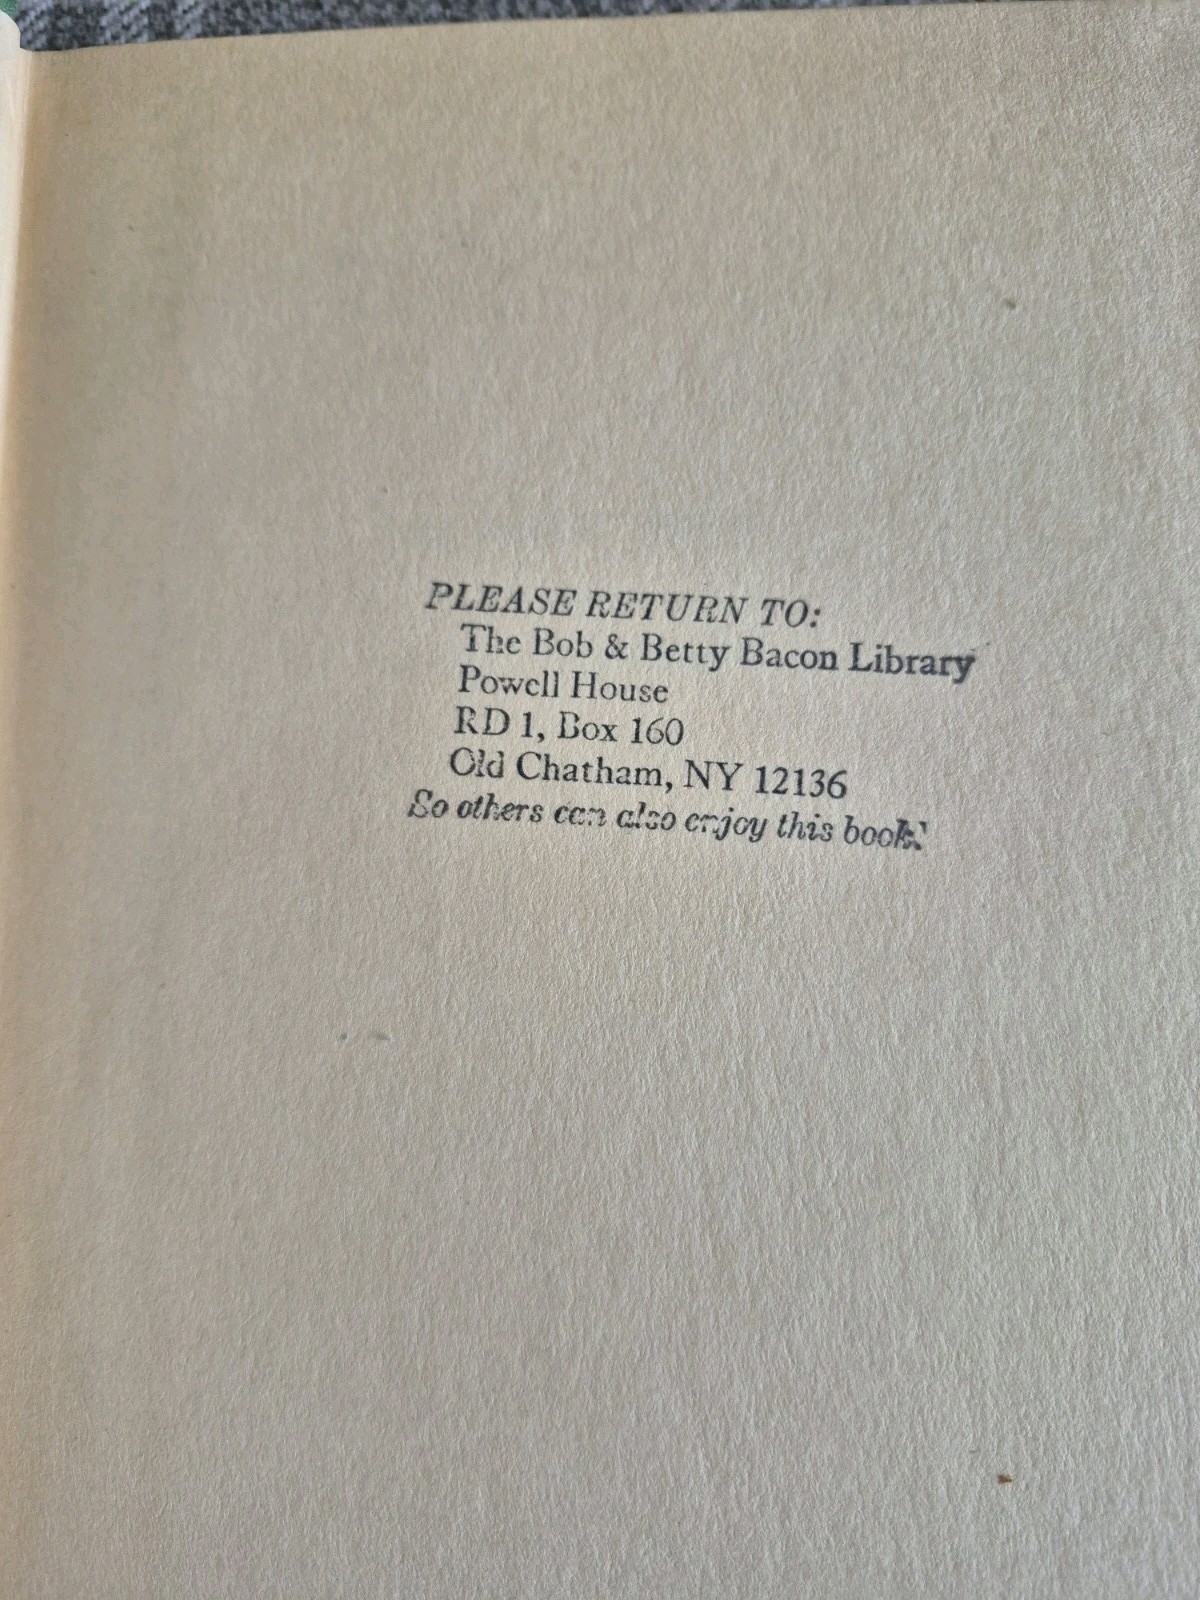 PLEASE RETURN TO:
The Bob & Betty Bacon Library
Powell House
RD 1, Box 160
Old Chatham, NY 12136
So others can also enjoy this book!